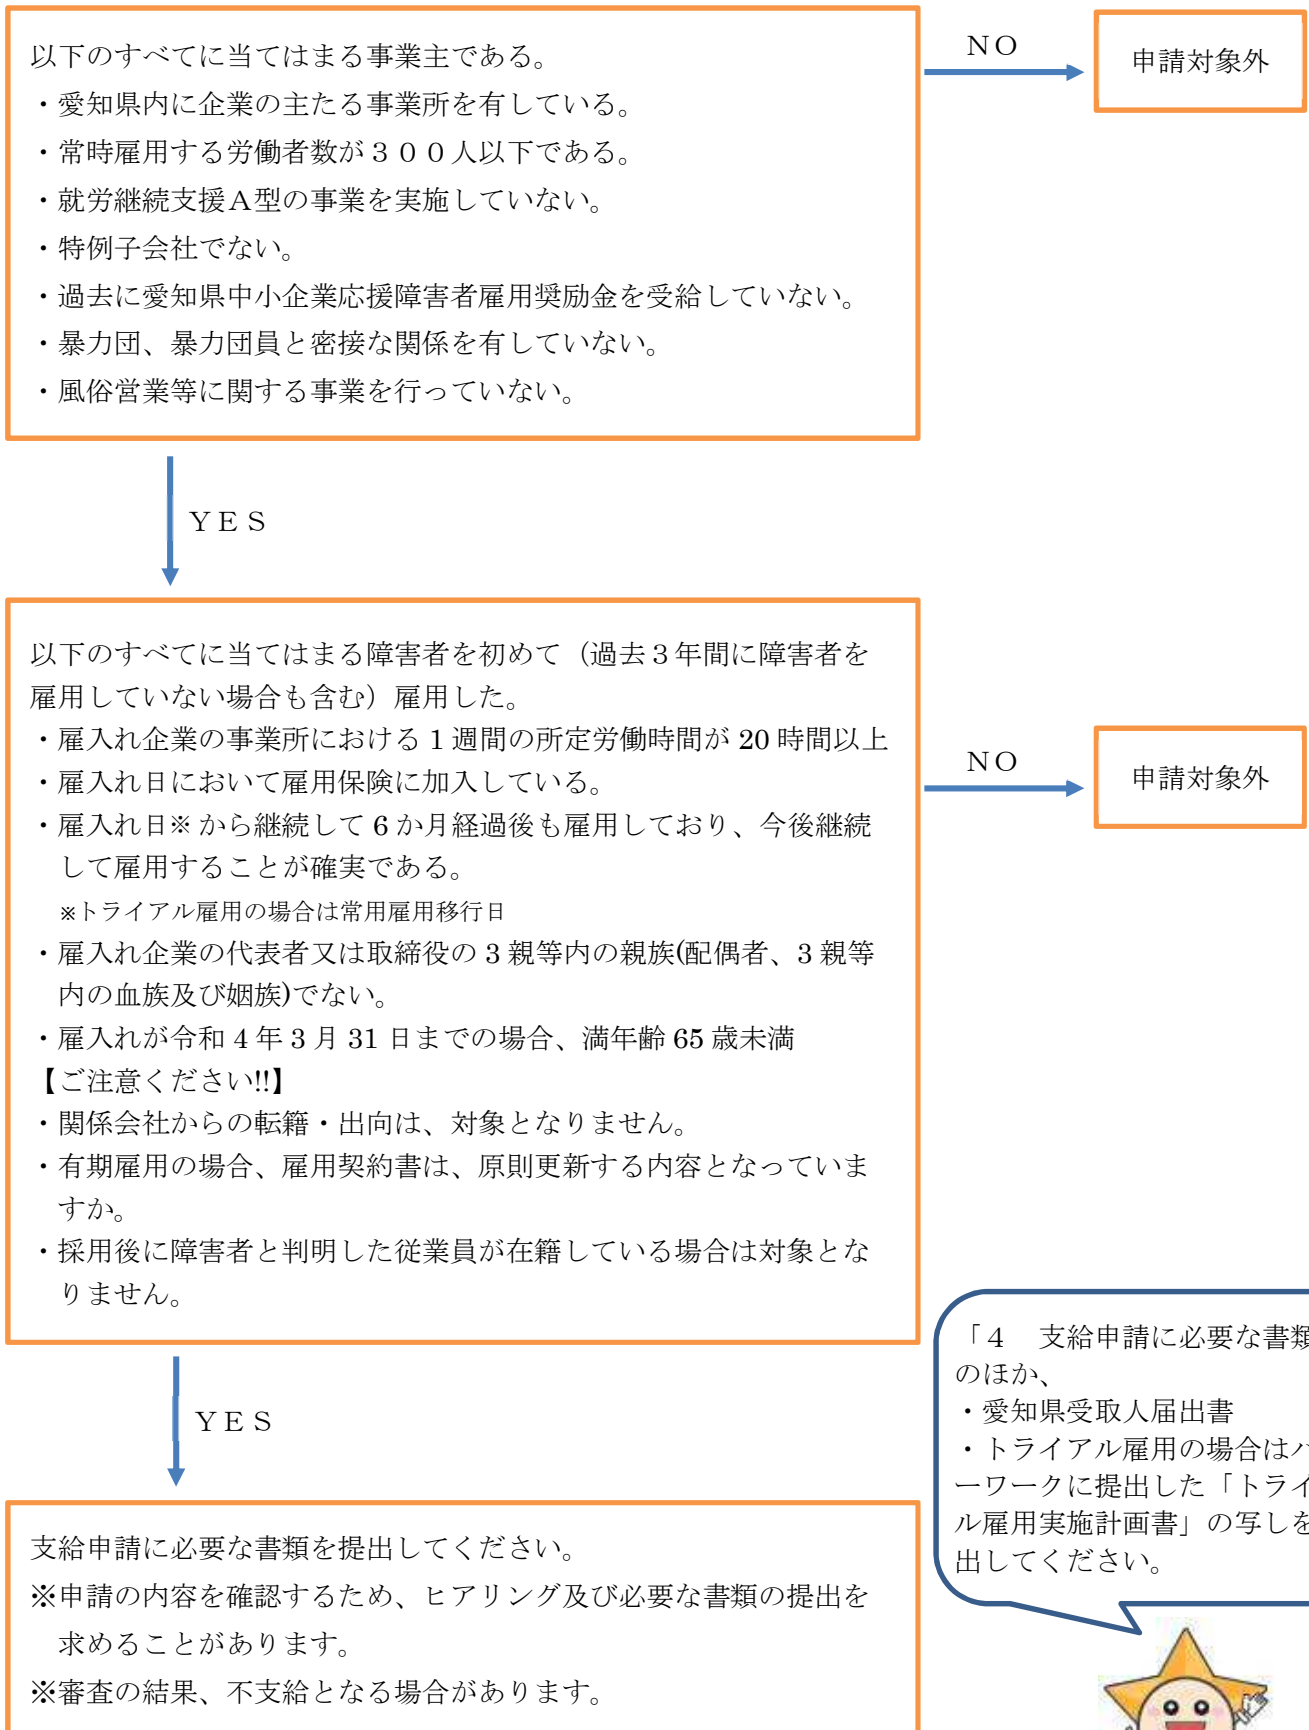 以下のすべてに当てはまる事業主である。
・愛知県内に企業の主たる事業所を有している。
・常時雇用する労働者数が３００人以下である。
・就労継続支援Ａ型の事業を実施していない。
・特例子会社でない。
・過去に愛知県中小企業応援障害者雇用奨励金を受給していない。
・暴力団、暴力団員と密接な関係を有していない。
・風俗営業等に関する事業を行っていない。
ＮＯ
申請対象外
ＹＥＳ
以下のすべてに当てはまる障害者を初めて（過去３年間に障害者を
雇用していない場合も含む）雇用した。
・雇入れ企業の事業所における 1 週間の所定労働時間が 20 時間以上
・雇入れ日において雇用保険に加入している。
・雇入れ日※から継続して 6 か月経過後も雇用しており、今後継続
して雇用することが確実である。
※トライアル雇用の場合は常用雇用移行日
・雇入れ企業の代表者又は取締役の 3 親等内の親族(配偶者、3 親等
内の血族及び姻族)でない。
・雇入れが令和 4 年 3 月 31 日までの場合、満年齢 65 歳未満
【ご注意ください!!】
・関係会社からの転籍・出向は、対象となりません。
・有期雇用の場合、雇用契約書は、原則更新する内容となっていま
すか。
・採用後に障害者と判明した従業員が在籍している場合は対象とな
りません。
ＮＯ
申請対象外
ＹＥＳ
「４　支給申請に必要な書類
のほか、
・愛知県受取人届出書
・トライアル雇用の場合はハ
ーワークに提出した「トライ
ル雇用実施計画書」の写しを
出してください。
支給申請に必要な書類を提出してください。
※申請の内容を確認するため、ヒアリング及び必要な書類の提出を
求めることがあります。
※審査の結果、不支給となる場合があります。